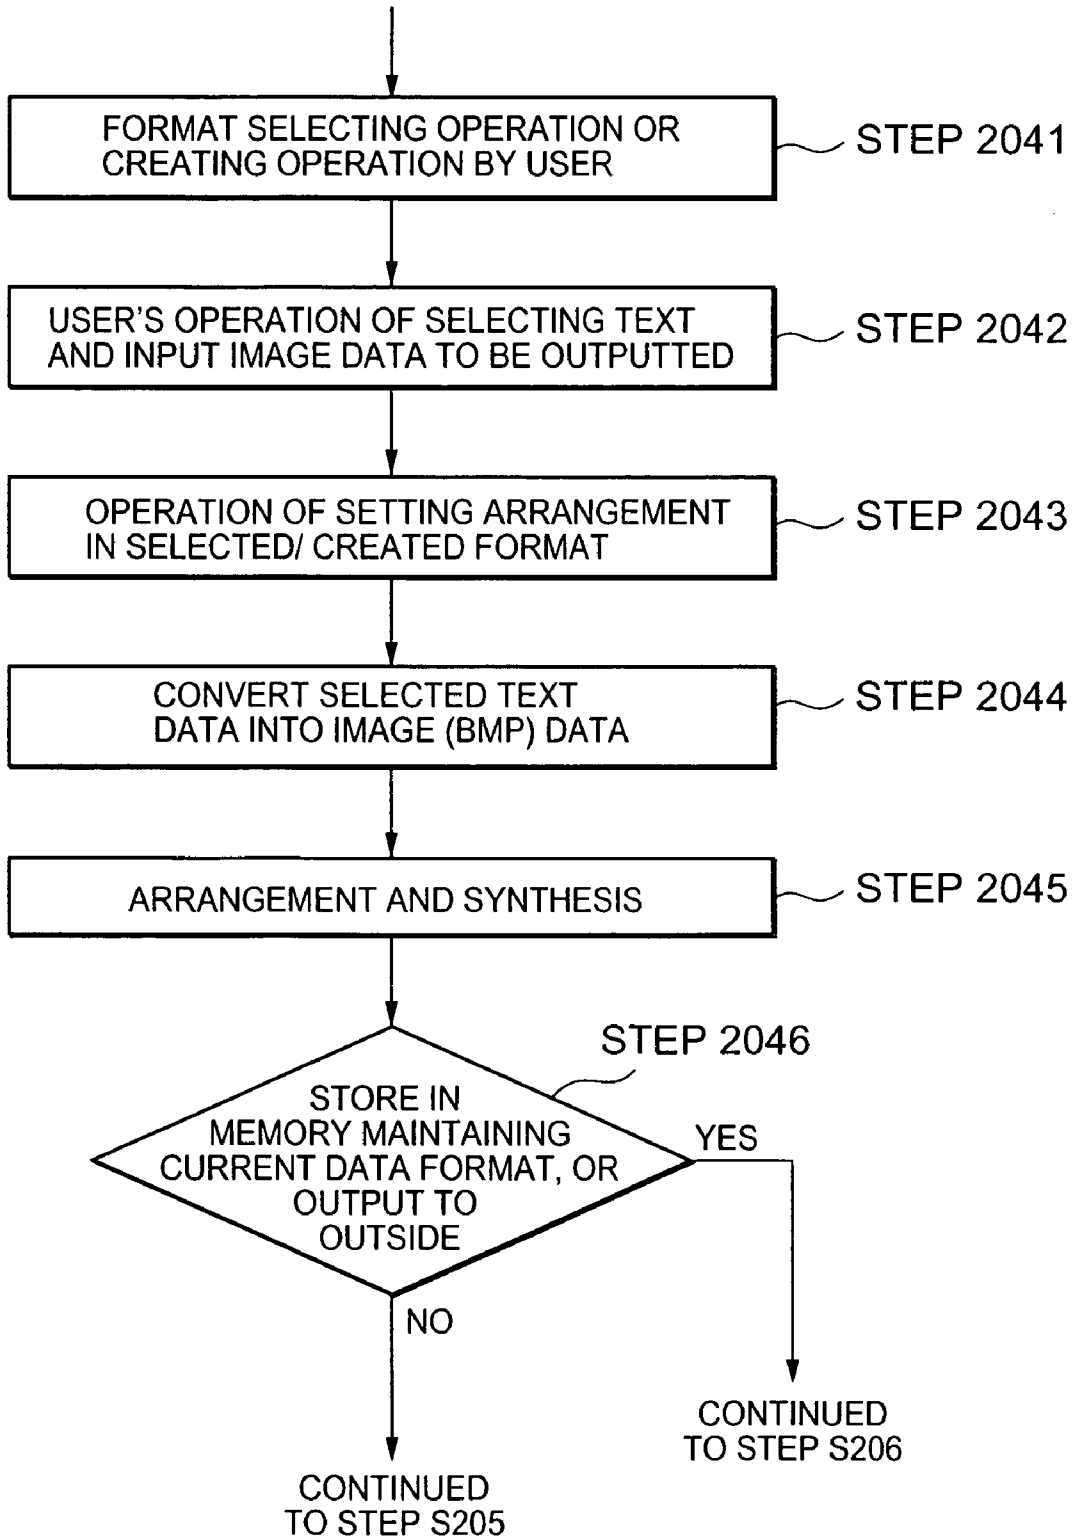 FORMAT SELECTING OPERATION OR
CREATING OPERATION BY USER
STEP 2041
USER'S OPERATION OF SELECTING TEXT
AND INPUT IMAGE DATA TO BE OUTPUTTED
STEP 2042
OPERATION OF SETTING ARRANGEMENT
IN SELECTED/ CREATED FORMAT
STEP 2043
CONVERT SELECTED TEXT
DATA INTO IMAGE (BMP) DATA
STEP 2044
ARRANGEMENT AND SYNTHESIS
STEP 2045
STEP 2046
STORE IN
MEMORY MAINTAINING
CURRENT DATA FORMAT, OR
OUTPUT TO
OUTSIDE
YES
NO
CONTINUED
TO STEP S206
CONTINUED
TO STEP S205